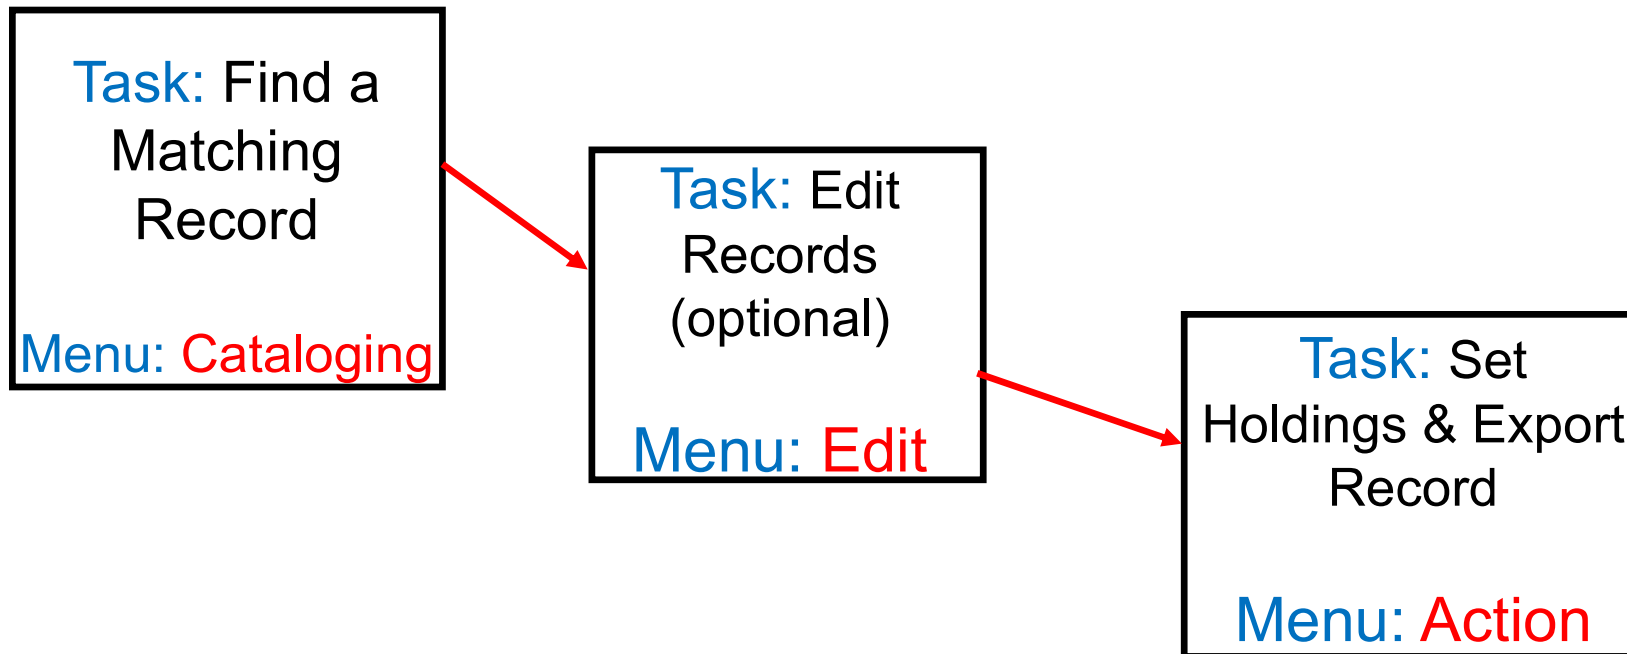 Task: Find a
Matching
Record
Menu: Cataloging
Task: Edit
Records
(optional)
Menu: Edit
Task: Set
Holdings & Export
Record
Menu: Action